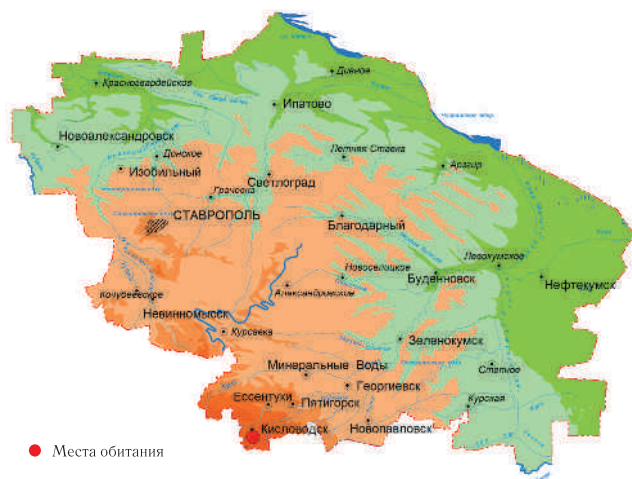 Дивное
Красногвардейское
Ипатово
Новоалександровск
Донское
Летняя Ставка
Изобильный
Арзгир
Светлоград
Грачевка
СТАВРОПОЛЬ
Благодарный
Левокумское
Новоселицкое
Буденновск
Нефтекумск
Кочубеевское
Александровское
Невинномысск
Курсавка
Зеленокумск
Минеральные Воды
Степное
Георгиевск
Ессентуки
Пятигорск
Курская
Кисловодск
Новопавловск
Места обитания